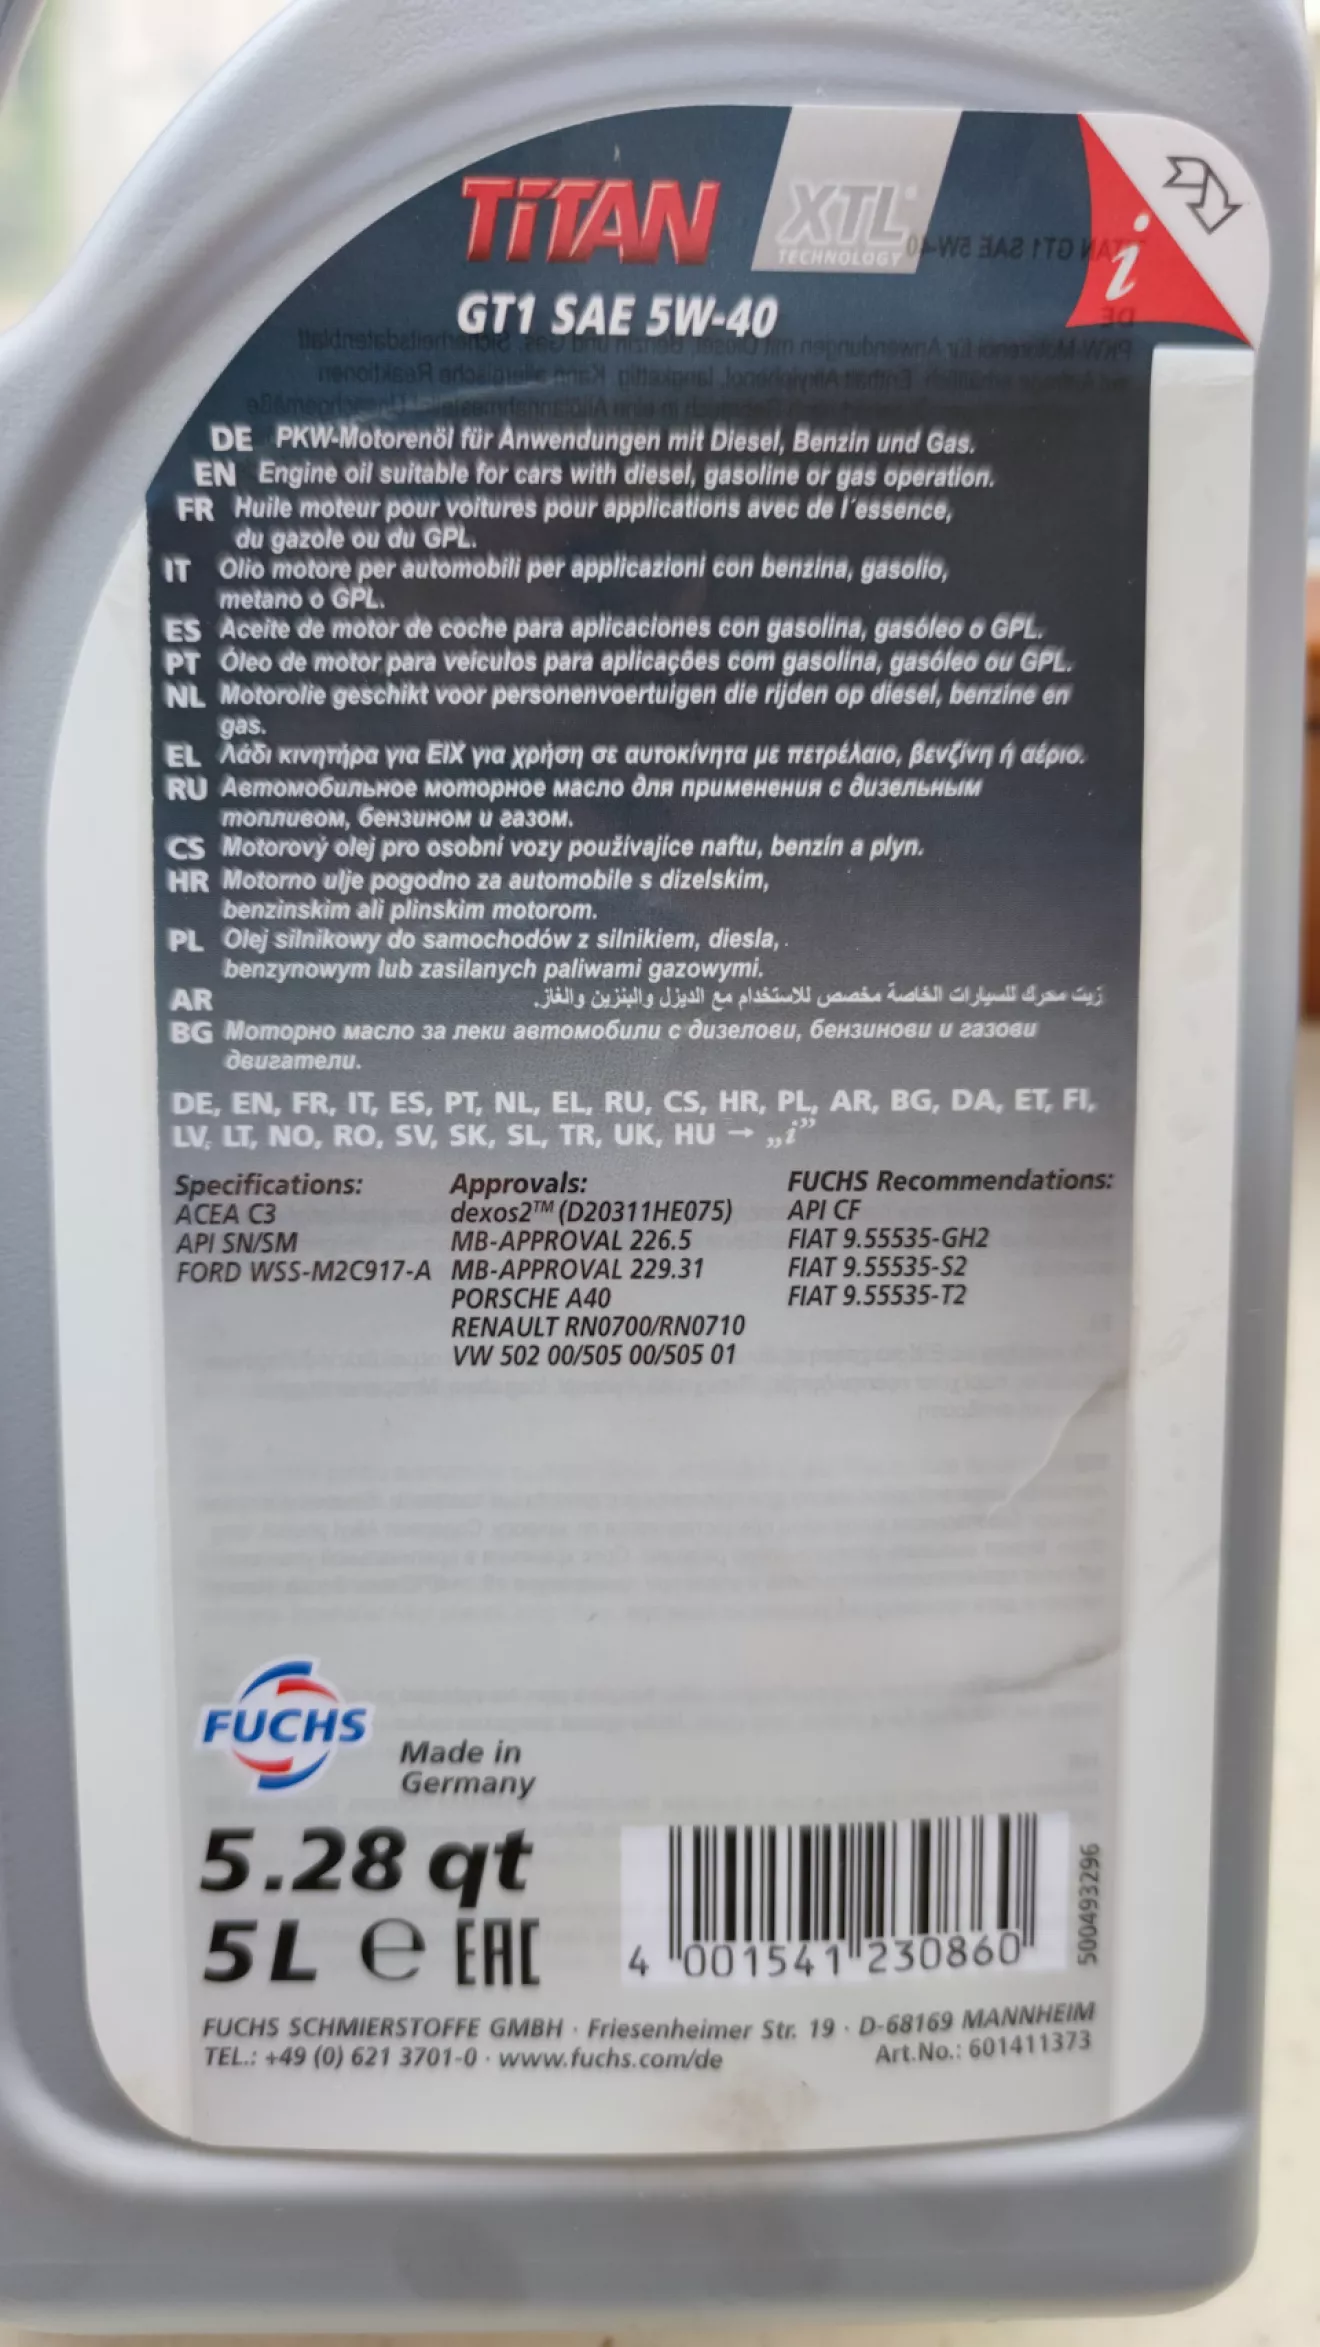 TITAN
XTL®
TECHNOLOGY
GT1 SAE 5W-40
i
DE PKW-Motorenöl für Anwendungen mit Diesel, Benzin und Gas.
EN Engine oil suitable for cars with diesel, gasoline or gas operation.
FR Huile moteur pour voitures pour applications avec de l'essence,
du gazole ou du GPL.
IT Olio motore per automobili per applicazioni con benzina, gasolio,
metano o GPL.
ES Aceite de motor de coche para aplicaciones con gasolina, gasóleo o GPL.
PT Óleo de motor para veículos para aplicações com gasolina, gasóleo ou GPL.
NL Motorolie geschikt voor personenvoertuigen die rijden op diesel, benzine en
gas.
EL Λάδι κινητήρα για ΕΙΧ για χρήση σε αυτοκίνητα με πετρέλαιο, βενζίνη ή αέριο.
RU Автомобильное моторное масло для применения с дизельным
топливом, бензином и газом.
CS Motorový olej pro osobní vozy používajíce naftu, benzín a plyn.
HR Motorno ulje pogodno za automobile s dizelskim,
benzinskim ali plinskim motorom.
PL Olej silnikowy do samochodów z silnikiem, diesla,
benzynowym lub zasilanych paliwami gazowymi.
AR زيت محرك للسيارات الخاصة مخصص للاستخدام مع الديزل والبنزين والغاز.
BG Моторно масло за леки автомобили с дизелови, бензинови и газови
двигатели.
DE, EN, FR, IT, ES, PT, NL, EL, RU, CS, HR, PL, AR, BG, DA, ET, FI,
LV, LT, NO, RO, SV, SK, SL, TR, UK, HU → „i”
Specifications:
ACEA C3
API SN/SM
FORD WSS-M2C917-A
Approvals:
dexos2™ (D20311HE075)
MB-APPROVAL 226.5
MB-APPROVAL 229.31
PORSCHE A40
RENAULT RN0700/RN0710
VW 502 00/505 00/505 01
FUCHS Recommendations:
API CF
FIAT 9.55535-GH2
FIAT 9.55535-S2
FIAT 9.55535-T2
FUCHS
Made in
Germany
5.28 qt
5L ℮ EAC
4 001541 230860
500493296
FUCHS SCHMIERSTOFFE GMBH · Friesenheimer Str. 19 · D-68169 MANNHEIM
TEL.: +49 (0) 621 3701-0 · www.fuchs.com/de
Art.No.: 601411373